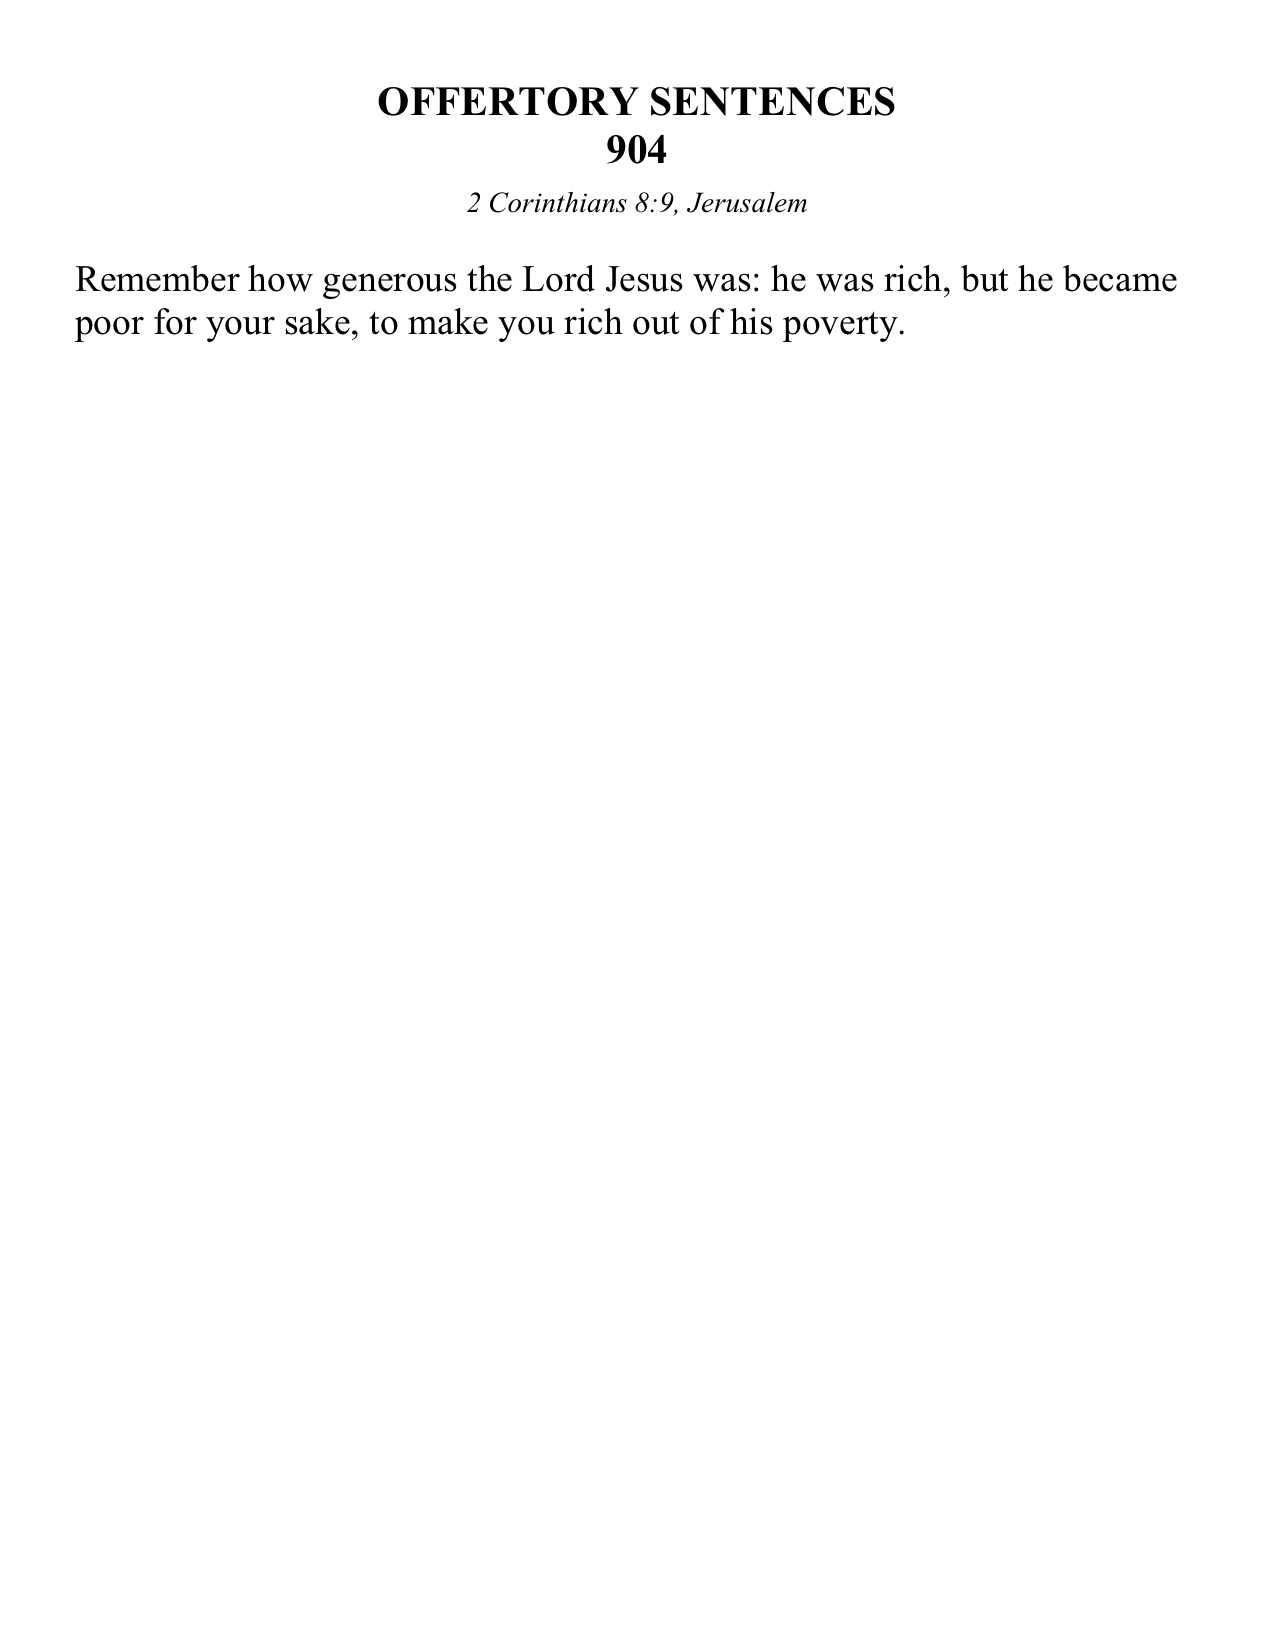 OFFERTORY SENTENCES
904
2 Corinthians 8:9, Jerusalem
Remember how generous the Lord Jesus was: he was rich, but he became
poor for your sake, to make you rich out of his poverty.